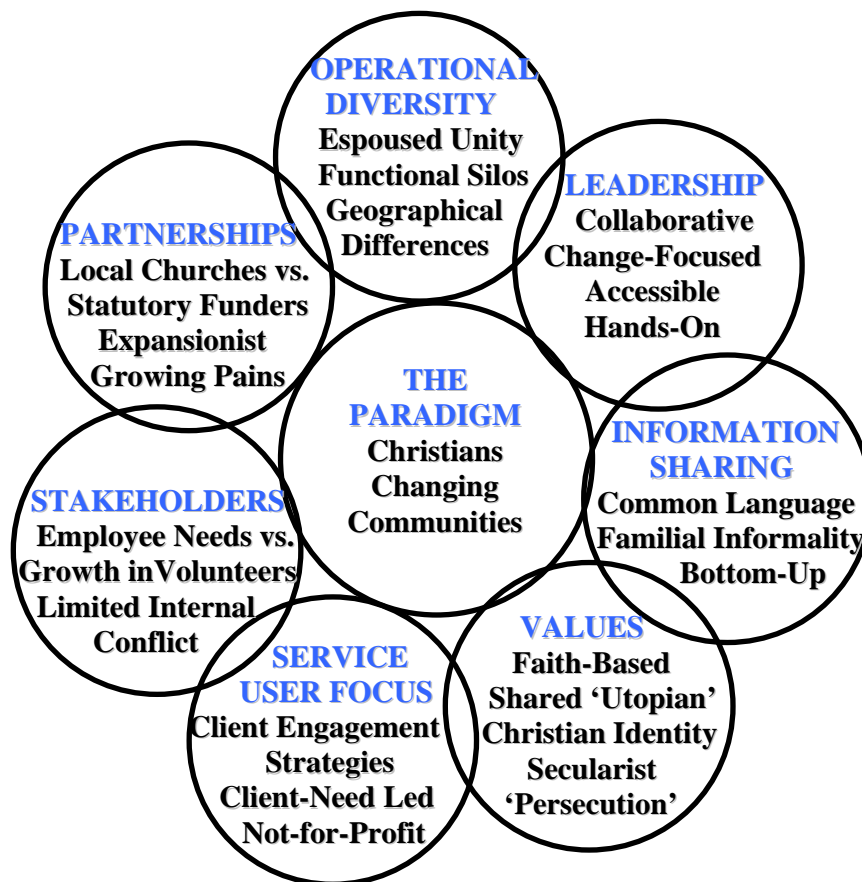 OPERATIONAL
DIVERSITY
Espoused Unity
Functional Silos
Geographical
Differences
LEADERSHIP
Collaborative
Change-Focused
Accessible
Hands-On
PARTNERSHIPS
Local Churches vs.
Statutory Funders
Expansionist
Growing Pains
THE
PARADIGM
Christians
Changing
Communities
INFORMATION
SHARING
Common Language
Familial Informality
Bottom-Up
STAKEHOLDERS
Employee Needs vs.
Growth inVolunteers
Limited Internal
Conflict
SERVICE
USER FOCUS
Client Engagement
Strategies
Client-Need Led
Not-for-Profit
VALUES
Faith-Based
Shared ‘Utopian’
Christian Identity
Secularist
‘Persecution’